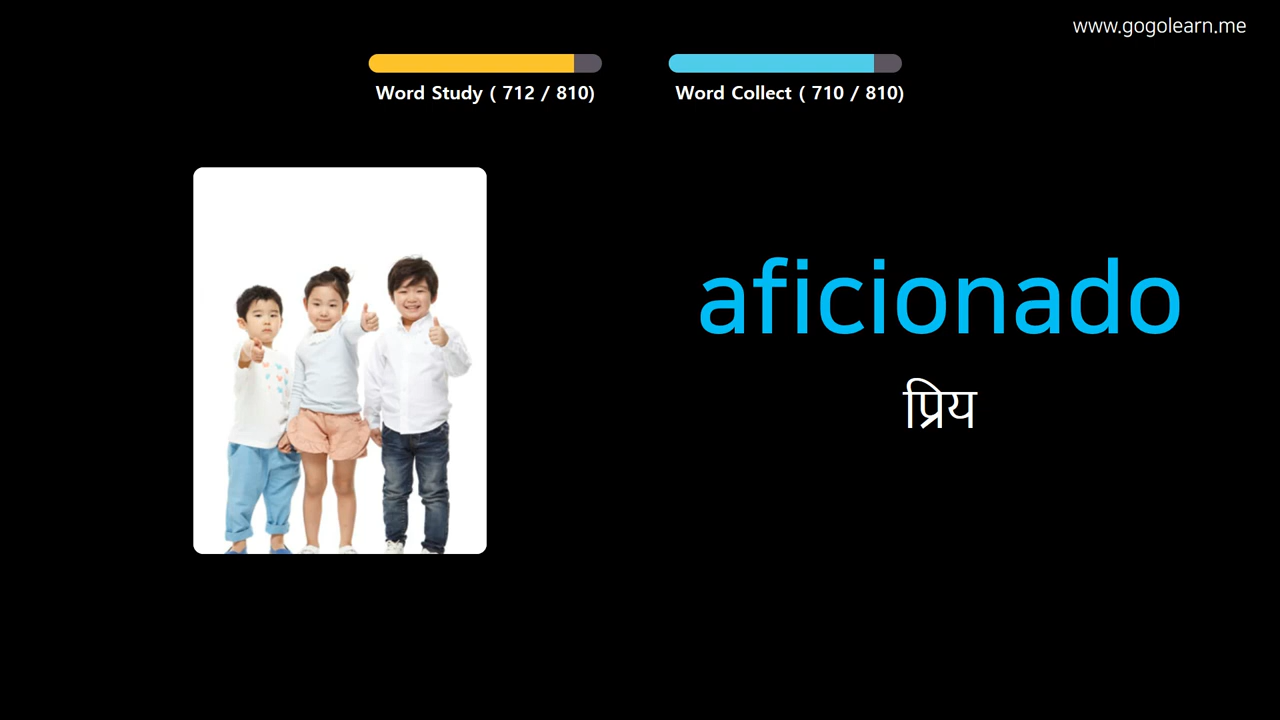 www.gogolearn.me
Word Study ( 712 / 810)
Word Collect ( 710 / 810)
aficionado
प्रिय